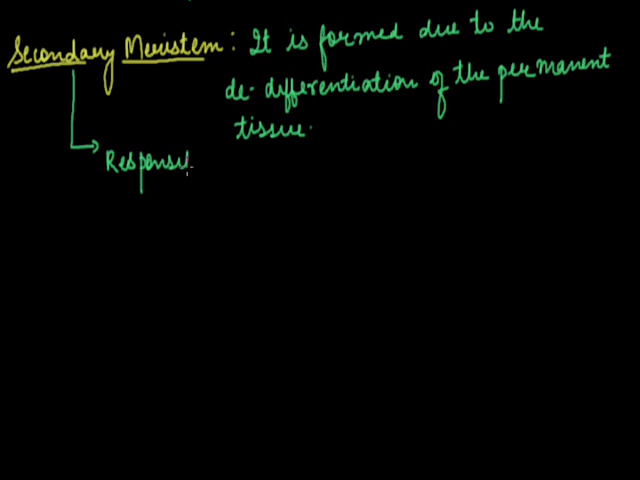 Secondary Meristem : It is formed due to the
de-differentiation of the permanent
tissue.
Responsi